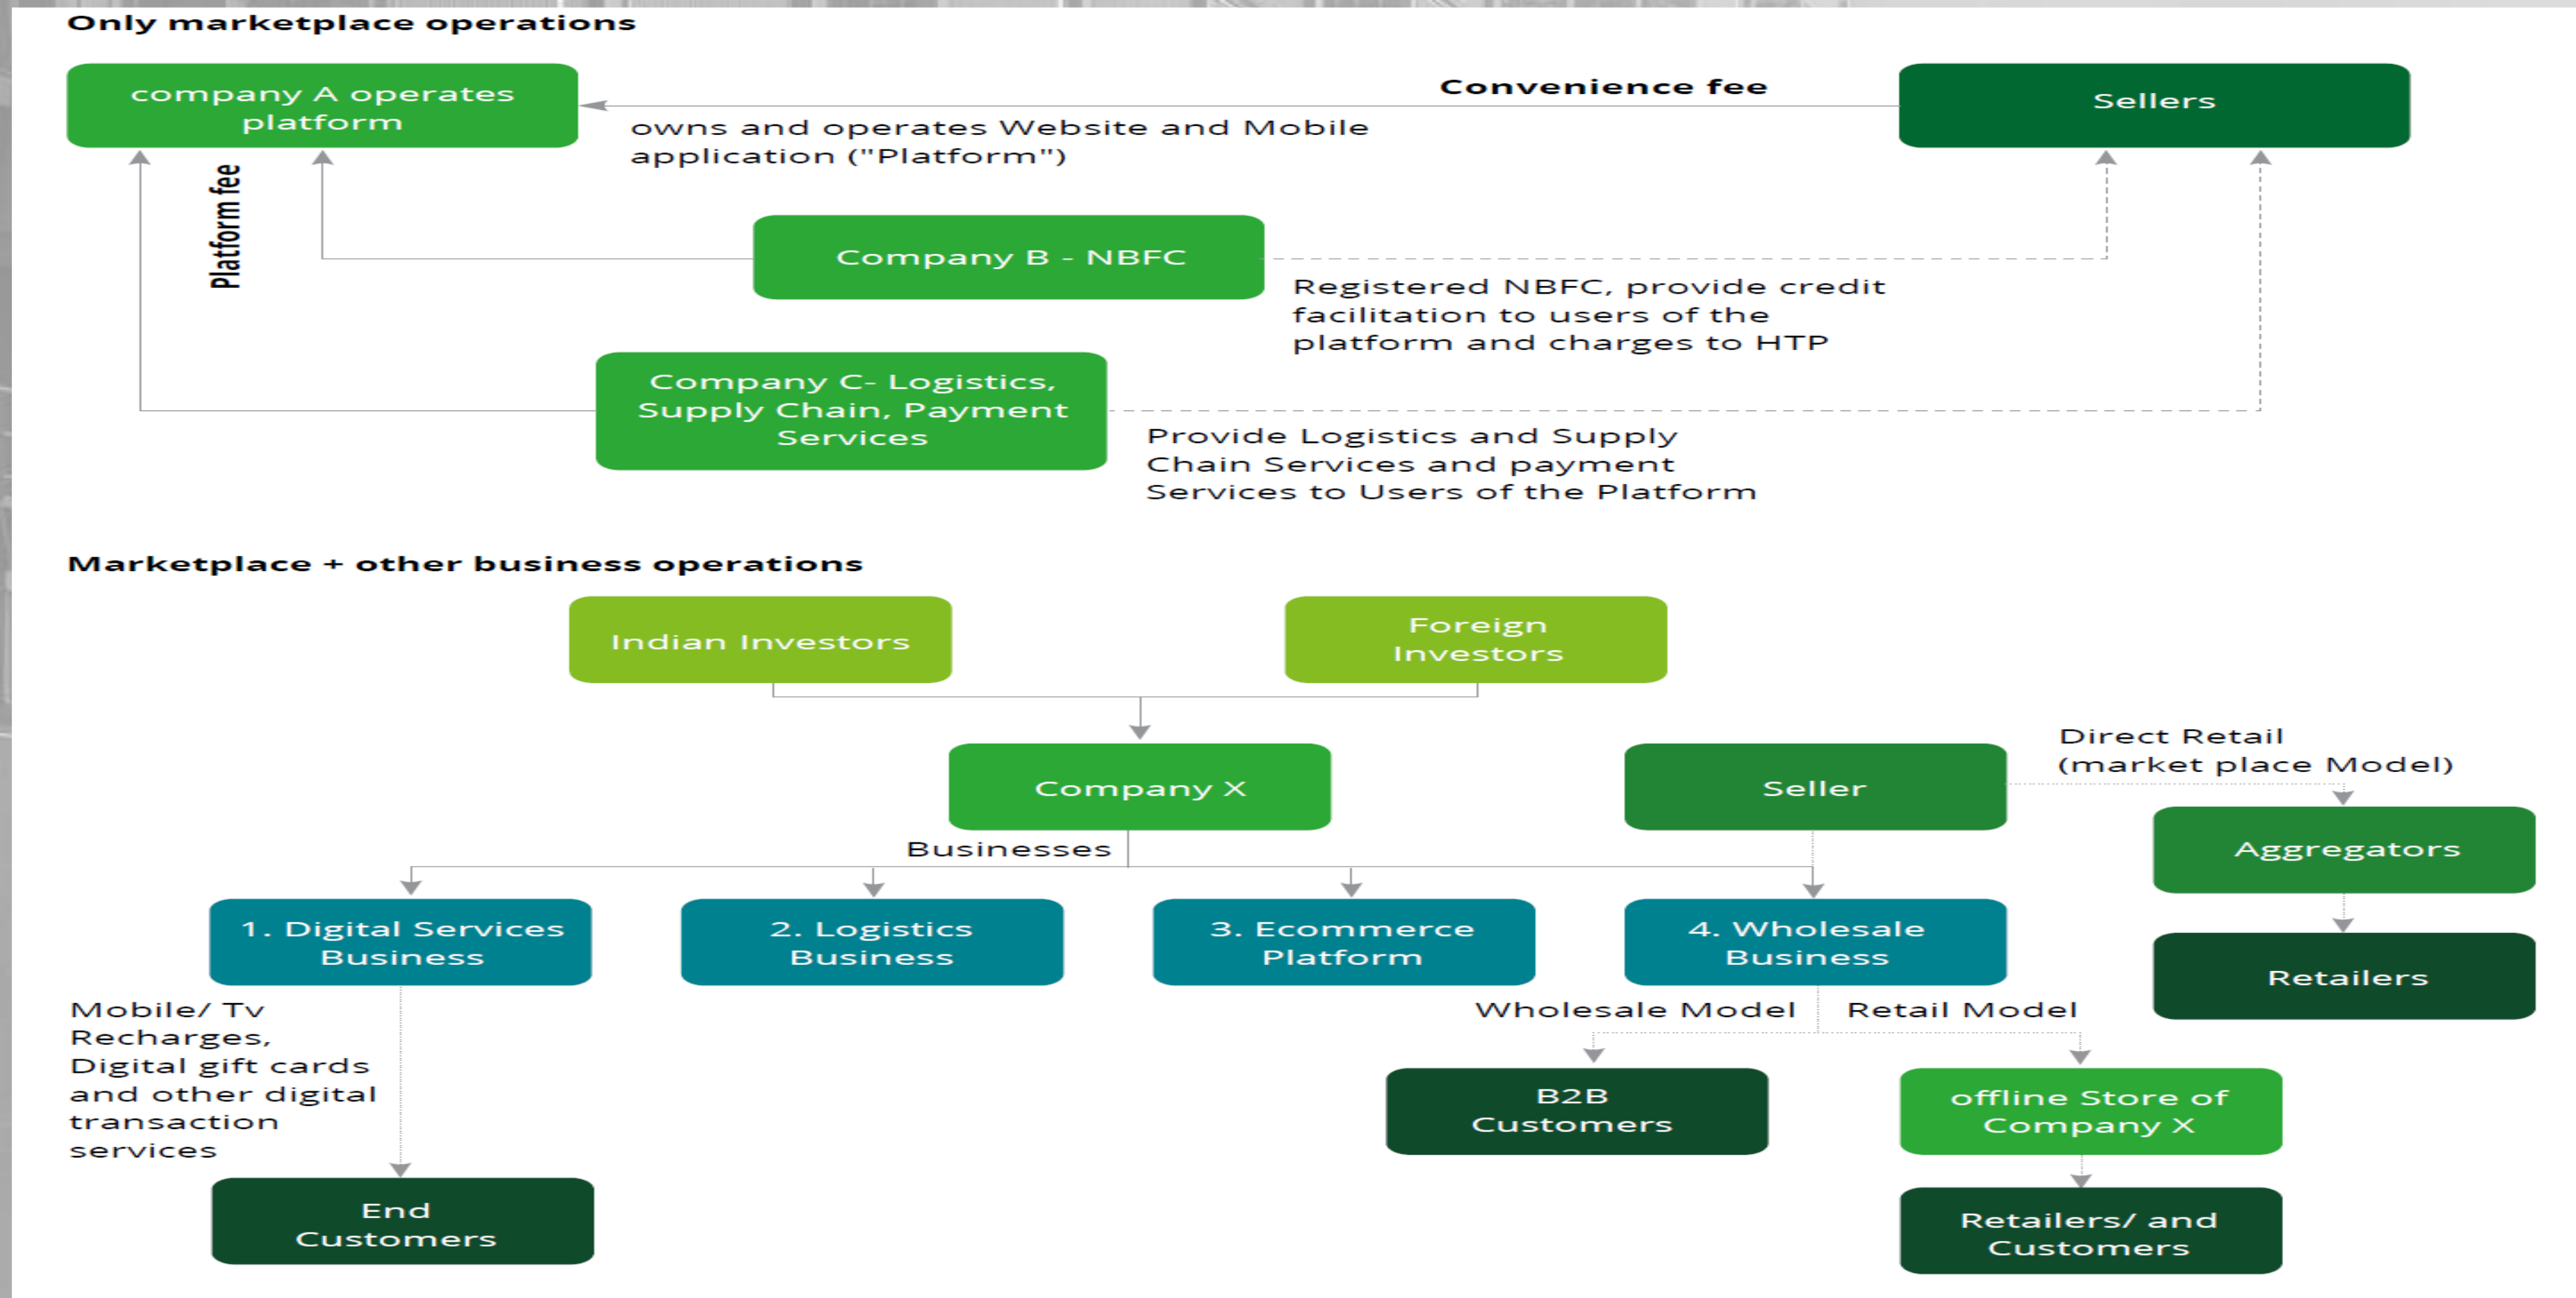 Only marketplace operations
company A operates
platform
Convenience fee
Sellers
owns and operates Website and Mobile
application ("Platform")
Platform fee
Company B - NBFC
Registered NBFC, provide credit
facilitation to users of the
platform and charges to HTP
Company C- Logistics,
Supply Chain, Payment
Services
Provide Logistics and Supply
Chain Services and payment
Services to Users of the Platform
Marketplace + other business operations
Indian Investors
Foreign
Investors
Company X
Seller
Direct Retail
(market place Model)
Aggregators
Retailers
Businesses
1. Digital Services
Business
2. Logistics
Business
3. Ecommerce
Platform
4. Wholesale
Business
Mobile/ Tv
Recharges,
Digital gift cards
and other digital
transaction
services
Wholesale Model
Retail Model
B2B
Customers
offline Store of
Company X
End
Customers
Retailers/ and
Customers